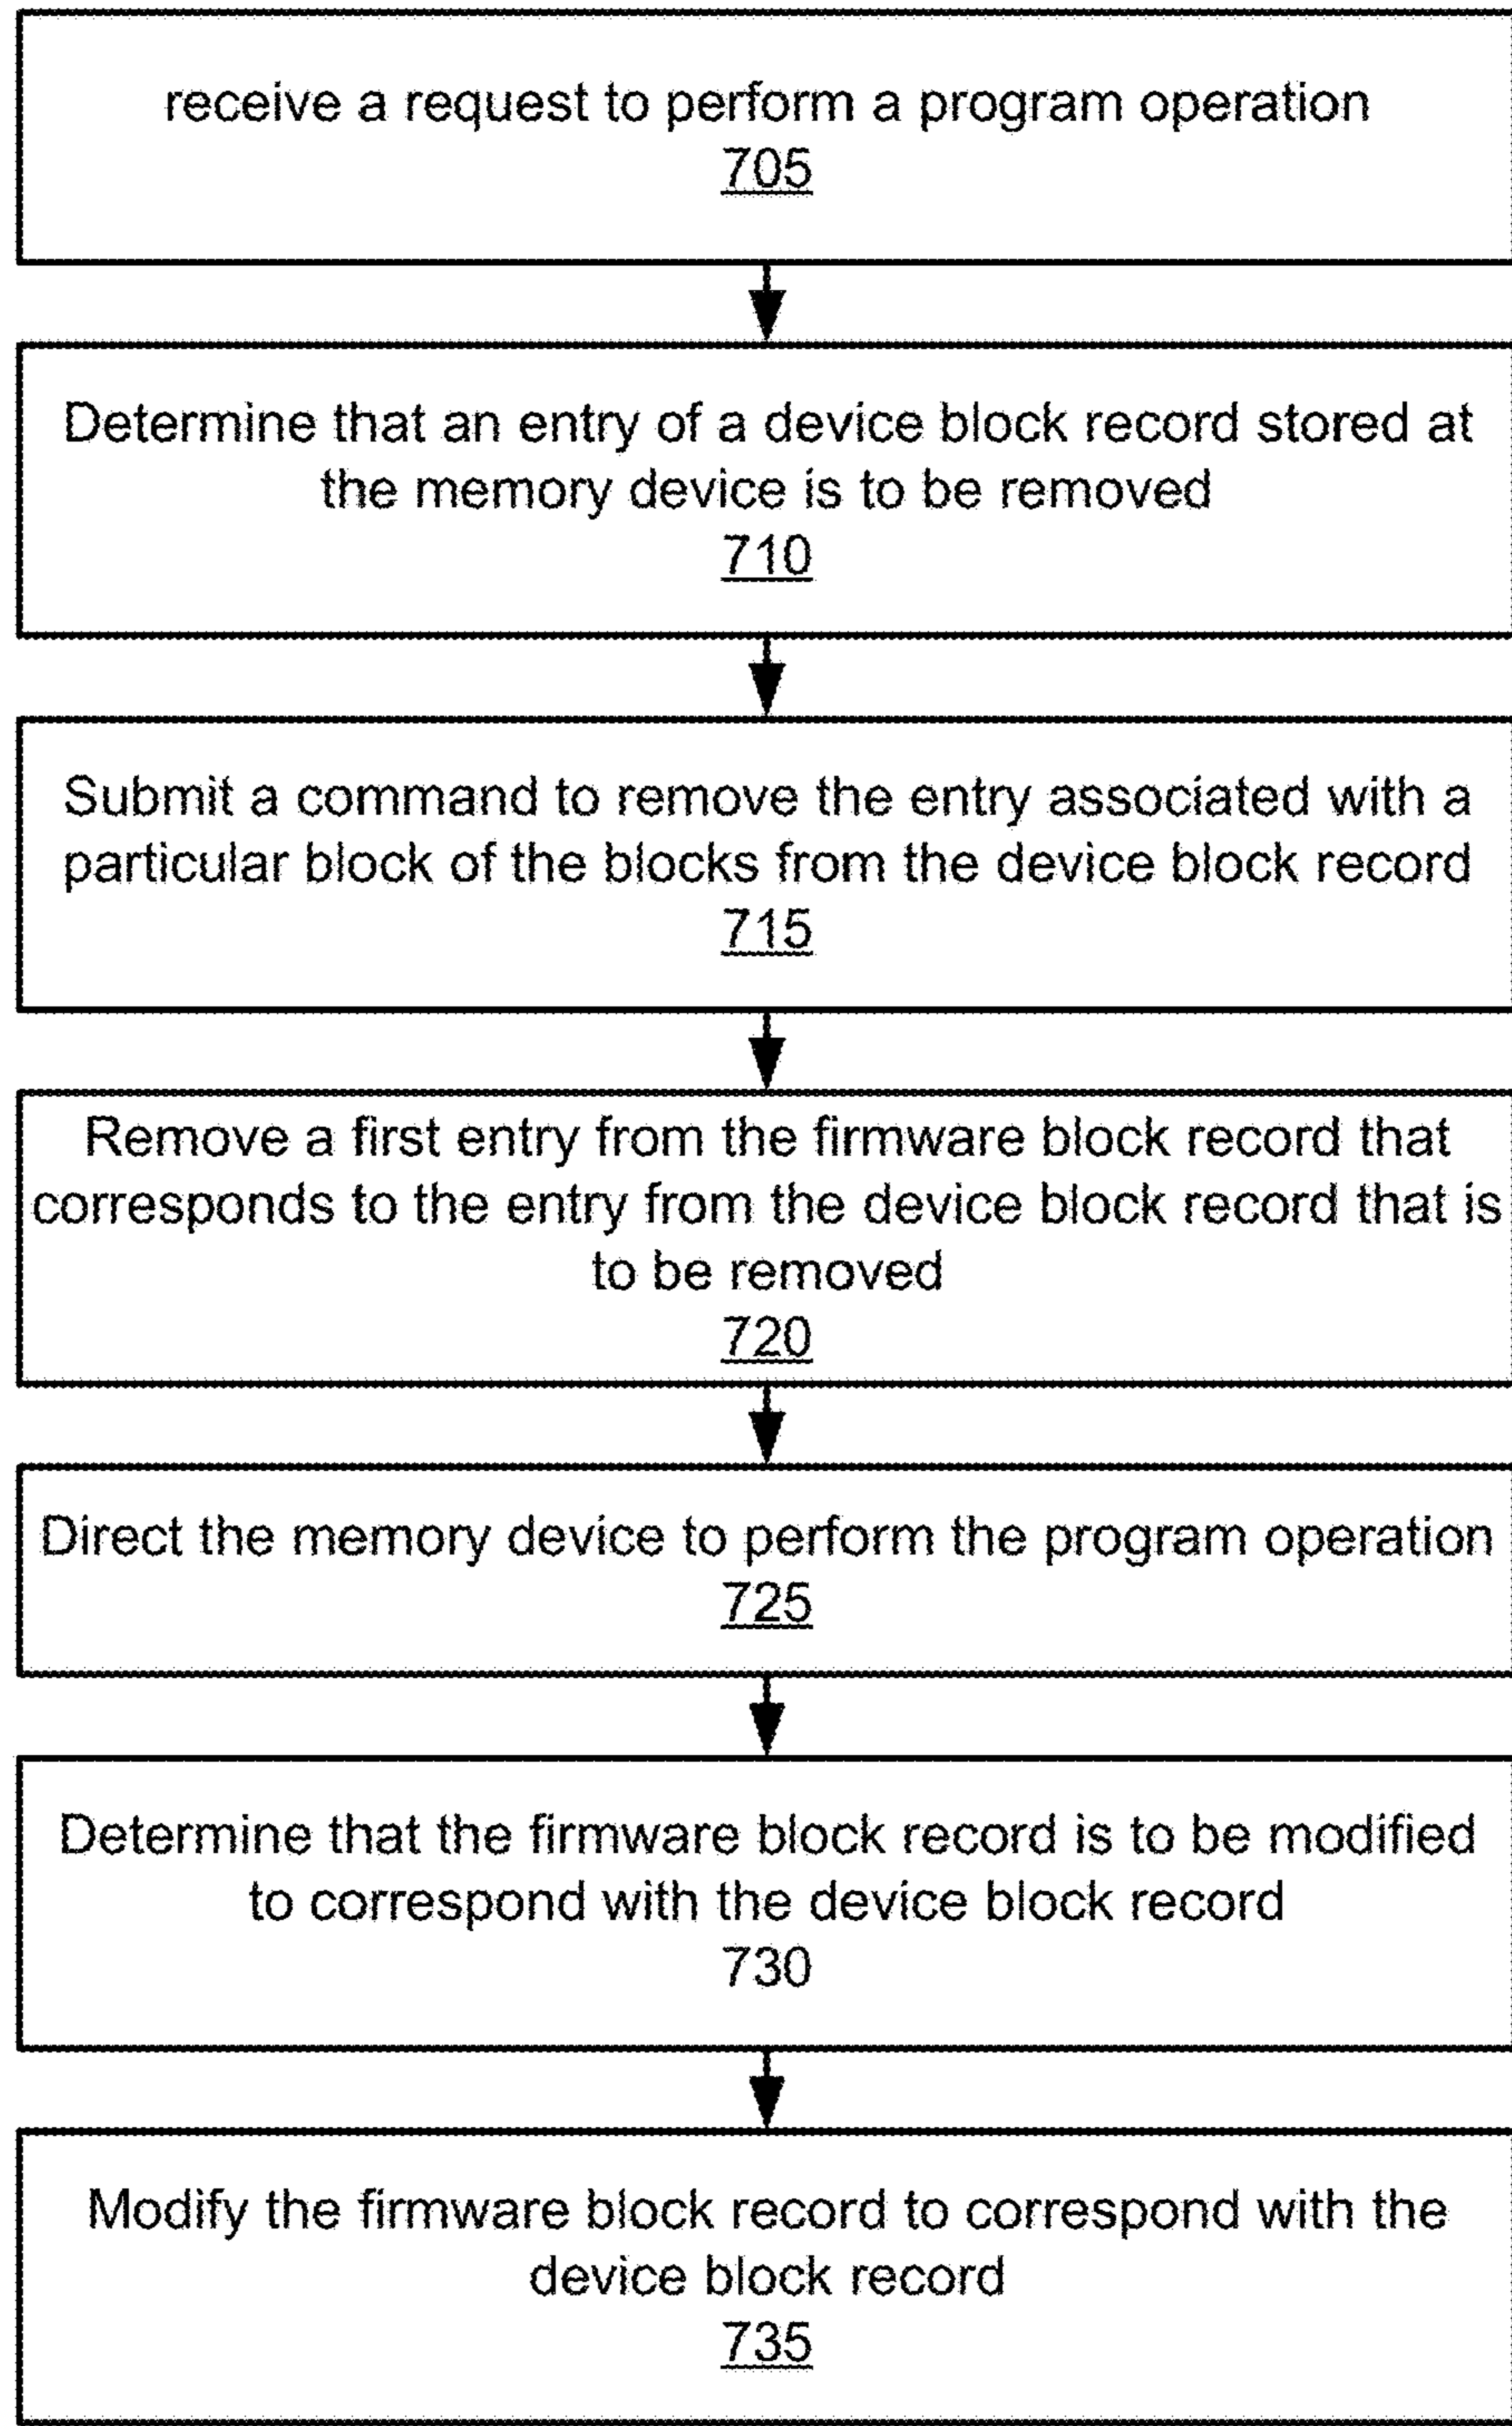 receive a request to perform a program operation
705
Determine that an entry of a device block record stored at
the memory device is to be removed
710
Submit a command to remove the entry associated with a
particular block of the blocks from the device block record
715
Remove a first entry from the firmware block record that
corresponds to the entry from the device block record that is
to be removed
720
Direct the memory device to perform the program operation
725
Determine that the firmware block record is to be modified
to correspond with the device block record
730
Modify the firmware block record to correspond with the
device block record
735